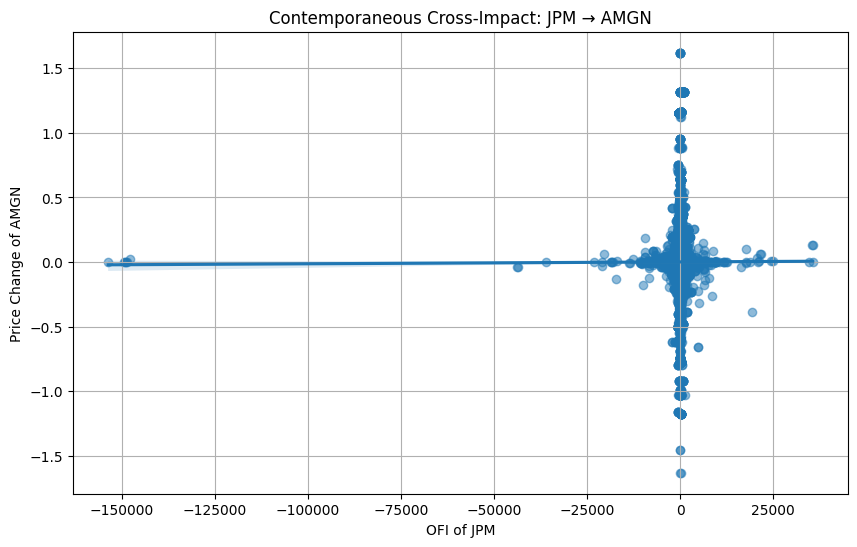 Contemporaneous Cross-Impact: JPM → AMGN
Price Change of AMGN
1.5
1.0
0.5
0.0
−0.5
−1.0
−1.5
−150000 −125000 −100000 −75000 −50000 −25000 0 25000
OFI of JPM